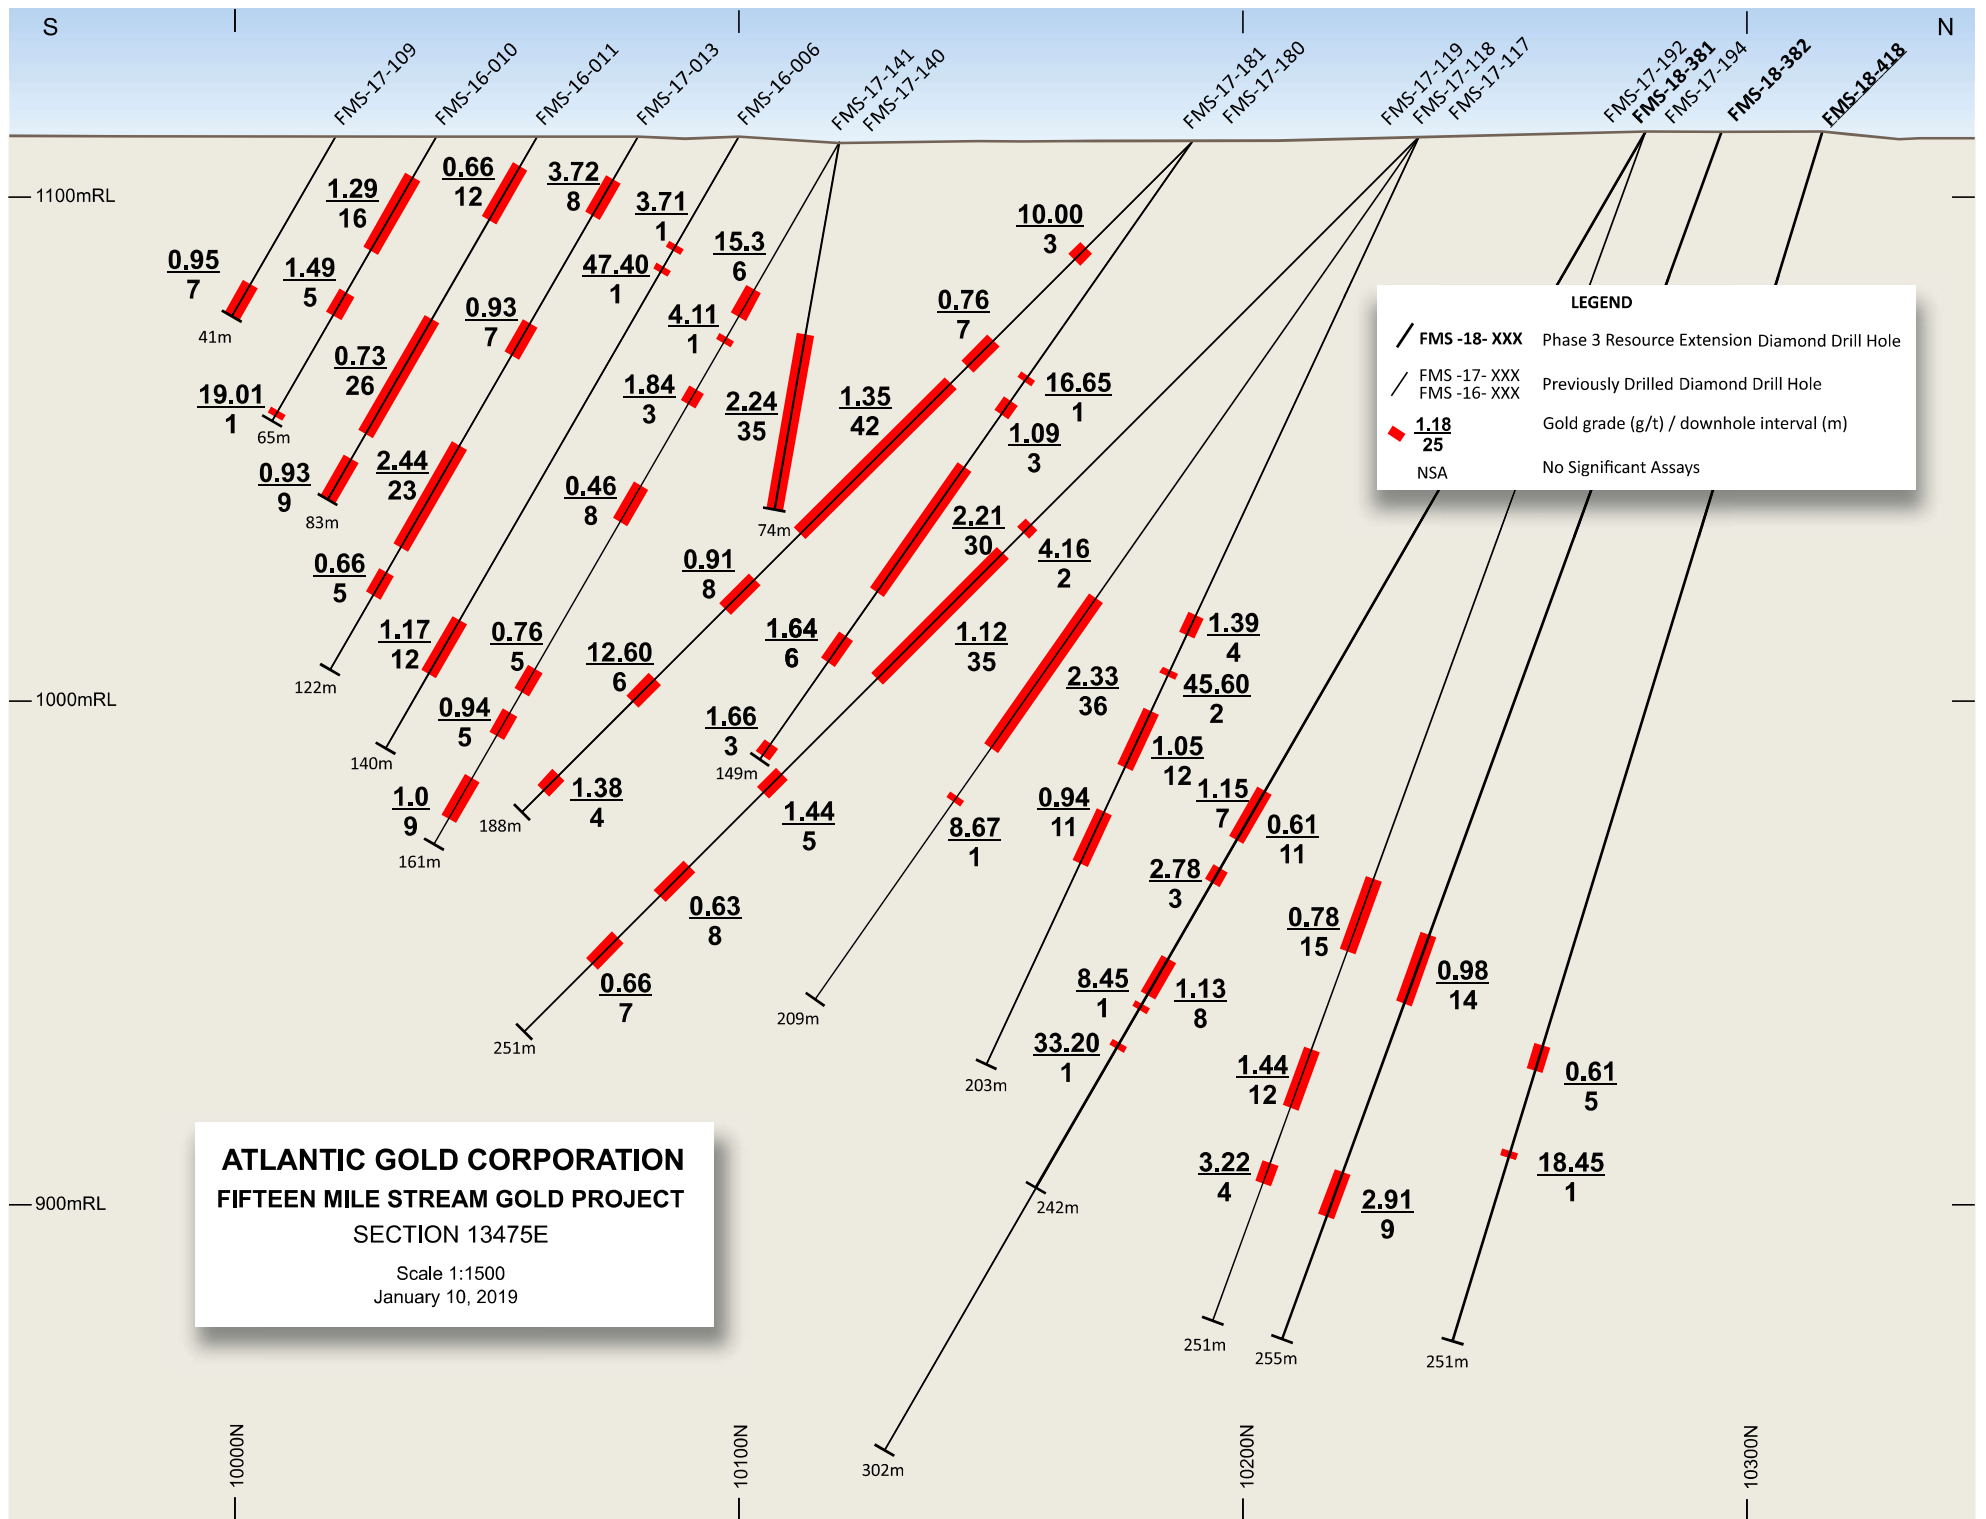 S
N
FMS-17-109
FMS-16-010
FMS-16-011
FMS-17-013
FMS-16-006
FMS-17-141
FMS-17-140
FMS-17-181
FMS-17-180
FMS-17-119
FMS-17-118
FMS-17-117
FMS-17-192
FMS-18-381
FMS-17-194
FMS-18-382
FMS-18-418
1100mRL
1000mRL
900mRL
0.95
7
41m
1.29
16
1.49
5
19.01
1
65m
0.66
12
0.73
26
0.93
9
83m
3.72
8
0.93
7
2.44
23
0.66
5
122m
3.71
1
47.40
1
1.17
12
140m
15.3
6
4.11
1
1.84
3
0.46
8
0.76
5
0.94
5
1.0
9
161m
2.24
35
74m
10.00
3
0.76
7
1.35
42
0.91
8
12.60
6
1.38
4
188m
16.65
1
1.09
3
2.21
30
1.64
6
1.66
3
149m
4.16
2
1.12
35
1.44
5
0.63
8
0.66
7
251m
2.33
36
8.67
1
209m
1.39
4
45.60
2
1.05
12
0.94
11
203m
1.15
7
0.61
11
2.78
3
8.45
1
1.13
8
33.20
1
242m
302m
0.78
15
1.44
12
3.22
4
251m
0.98
14
2.91
9
255m
0.61
5
18.45
1
251m
LEGEND
FMS -18- XXX Phase 3 Resource Extension Diamond Drill Hole
FMS -17- XXX
FMS -16- XXX
Previously Drilled Diamond Drill Hole
1.18
25
Gold grade (g/t) / downhole interval (m)
NSA No Significant Assays
ATLANTIC GOLD CORPORATION
FIFTEEN MILE STREAM GOLD PROJECT
SECTION 13475E
Scale 1:1500
January 10, 2019
10000N
10100N
10200N
10300N